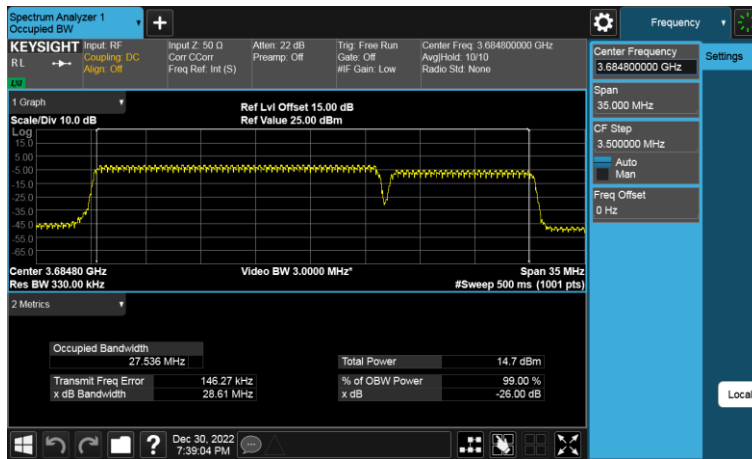 Spectrum Analyzer 1
Occupied BW
Frequency
KEYSIGHT
RL
LXI
Input: RF
Coupling: DC
Align: Off
Input Z: 50 Ω
Corr CCorr
Freq Ref: Int (S)
Atten: 22 dB
Preamp: Off
Trig: Free Run
Gate: Off
#IF Gain: Low
Center Freq: 3.684800000 GHz
Avg|Hold: 10/10
Radio Std: None
Center Frequency
3.684800000 GHz
Settings
Span
35.000 MHz
CF Step
3.500000 MHz
Auto
Man
Freq Offset
0 Hz
1 Graph
Scale/Div 10.0 dB
Ref Lvl Offset 15.00 dB
Ref Value 25.00 dBm
Log
15.0
5.00
-5.00
-15.0
-25.0
-35.0
-45.0
-55.0
-65.0
Center 3.68480 GHz
Video BW 3.0000 MHz*
Span 35 MHz
Res BW 330.00 kHz
#Sweep 500 ms (1001 pts)
2 Metrics
Occupied Bandwidth
27.536 MHz
Total Power 14.7 dBm
Transmit Freq Error 146.27 kHz
% of OBW Power 99.00 %
x dB Bandwidth 28.61 MHz
x dB -26.00 dB
Local
Dec 30, 2022
7:39:04 PM